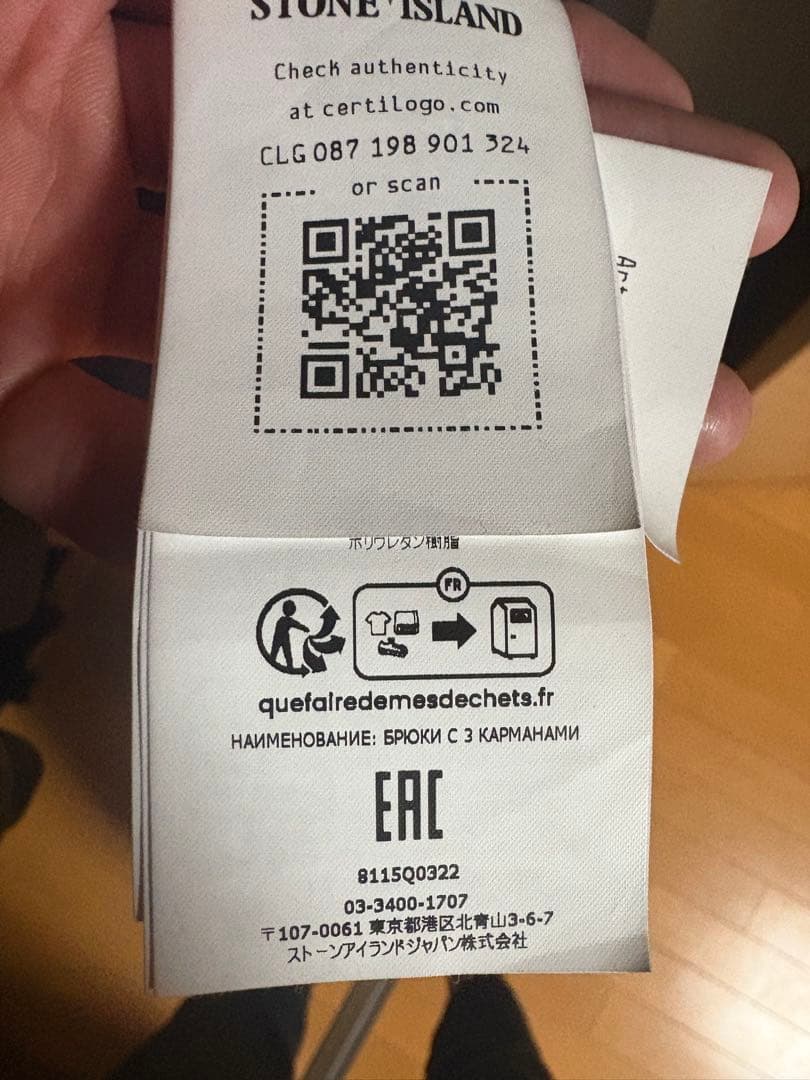 STONE ISLAND
Check authenticity
at certilogo.com
CLG 087 198 901 324
or scan
Art
ポリウレタン樹脂
FR
quefairedemesdechets.fr
НАИМЕНОВАНИЕ: БРЮКИ С 3 КАРМАНАМИ
EAC
8115Q0322
03-3400-1707
〒107-0061 東京都港区北青山3-6-7
ストーンアイランドジャパン株式会社